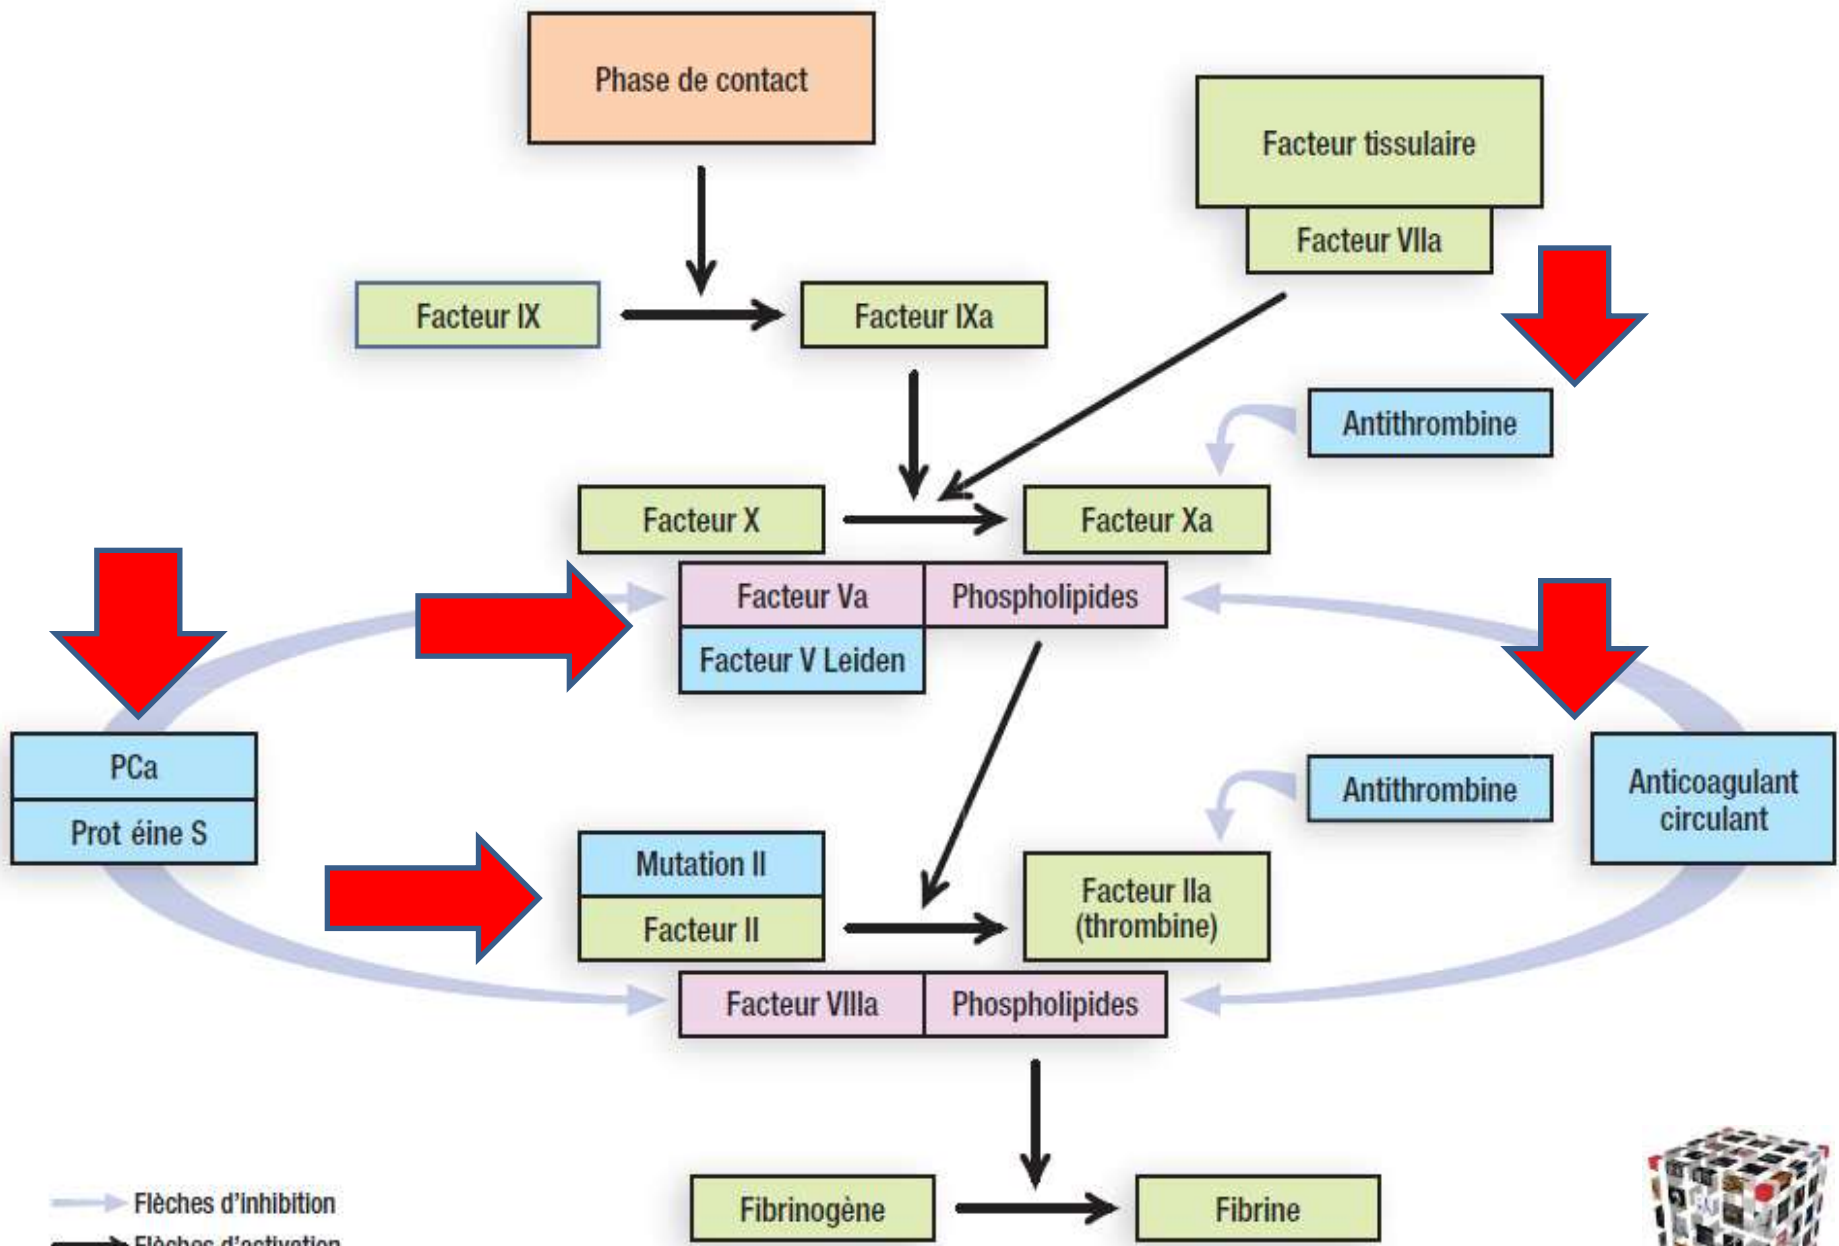 Phase de contact
Facteur tissulaire
Facteur VIIa
Facteur IX
Facteur IXa
Antithrombine
Facteur X
Facteur Xa
Facteur Va
Phospholipides
Facteur V Leiden
PCa
Prot éine S
Mutation II
Facteur II
Facteur IIa
(thrombine)
Antithrombine
Anticoagulant
circulant
Facteur VIIIa
Phospholipides
Fibrinogène
Fibrine
Flèches d'inhibition
Flèches d'activation